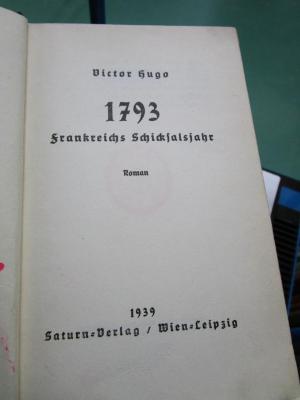 Victor Hugo
1793
Frankreichs Schicksalsjahr
Roman
1939
Saturn=Verlag / Wien=Leipzig